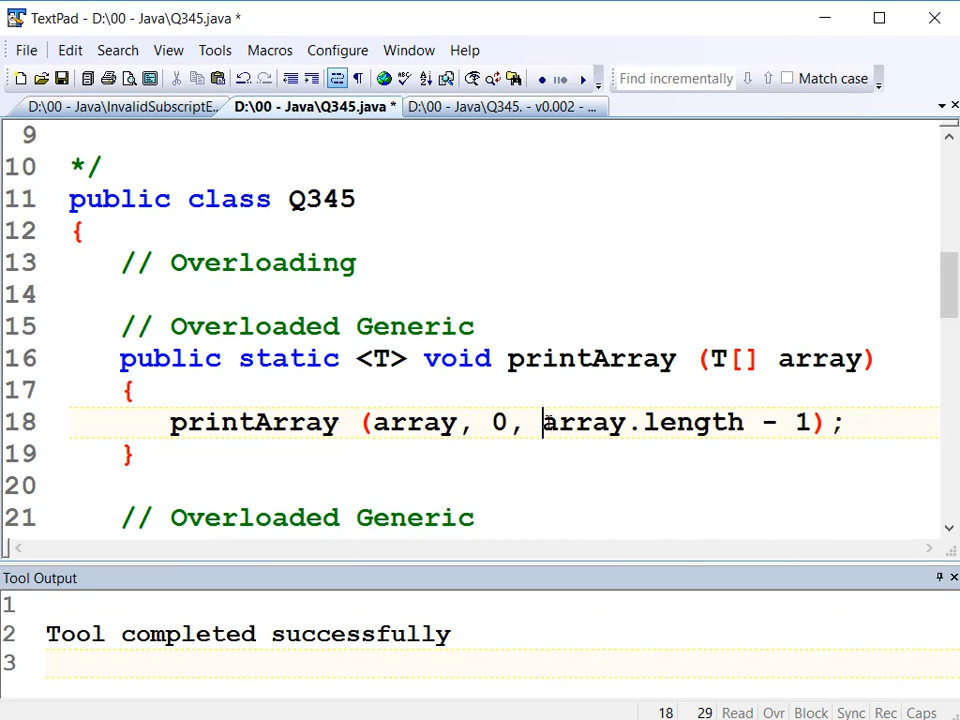 TextPad - D:\00 - Java\Q345.java *
File Edit Search View Tools Macros Configure Window Help
Find incrementally Match case
D:\00 - Java\InvalidSubscriptE... D:\00 - Java\Q345.java * D:\00 - Java\Q345. - v0.002 - ...
9
10 */
11 public class Q345
12 {
13 // Overloading
14
15 // Overloaded Generic
16 public static <T> void printArray (T[] array)
17 {
18 printArray (array, 0, array.length - 1);
19 }
20
21 // Overloaded Generic
Tool Output
1
2 Tool completed successfully
3
18 29 Read Ovr Block Sync Rec Caps